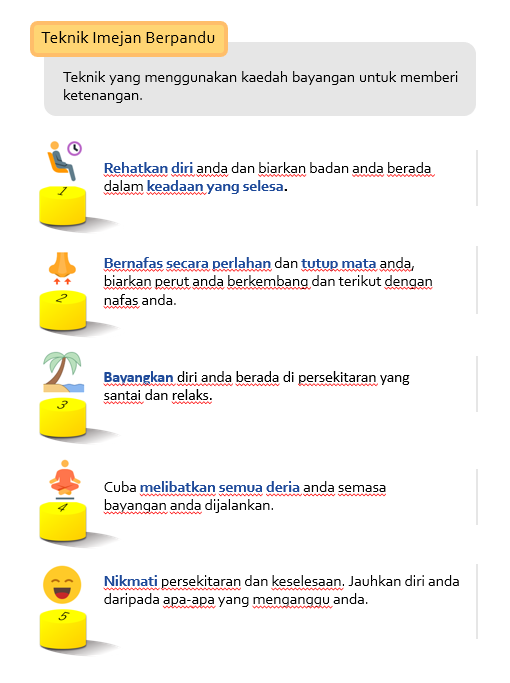 Teknik Imejan Berpandu
Teknik yang menggunakan kaedah bayangan untuk memberi
ketenangan.
1
Rehatkan diri anda dan biarkan badan anda berada
dalam keadaan yang selesa.
2
Bernafas secara perlahan dan tutup mata anda,
biarkan perut anda berkembang dan terikut dengan
nafas anda.
3
Bayangkan diri anda berada di persekitaran yang
santai dan relaks.
4
Cuba melibatkan semua deria anda semasa
bayangan anda dijalankan.
5
Nikmati persekitaran dan keselesaan. Jauhkan diri anda
daripada apa-apa yang menganggu anda.